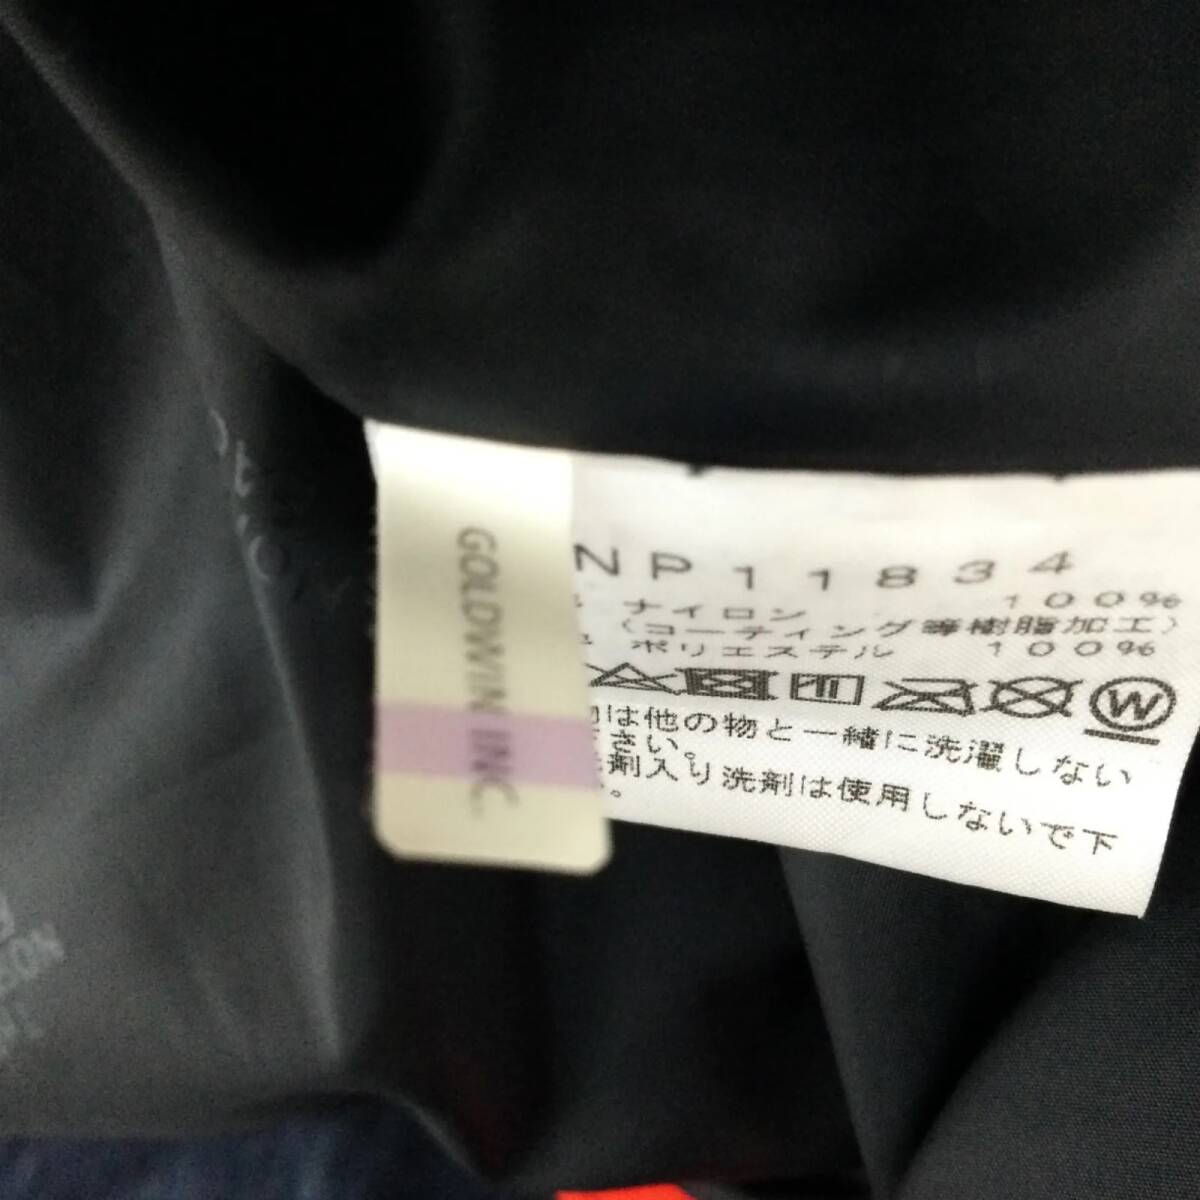 GOLDWIN INC.
NP11834
ナイロン 100%
(コーティング等樹脂加工)
ポリエステル 100%
W
は他の物と一緒に洗濯しない
さい。
剤入り洗剤は使用しないで下
。